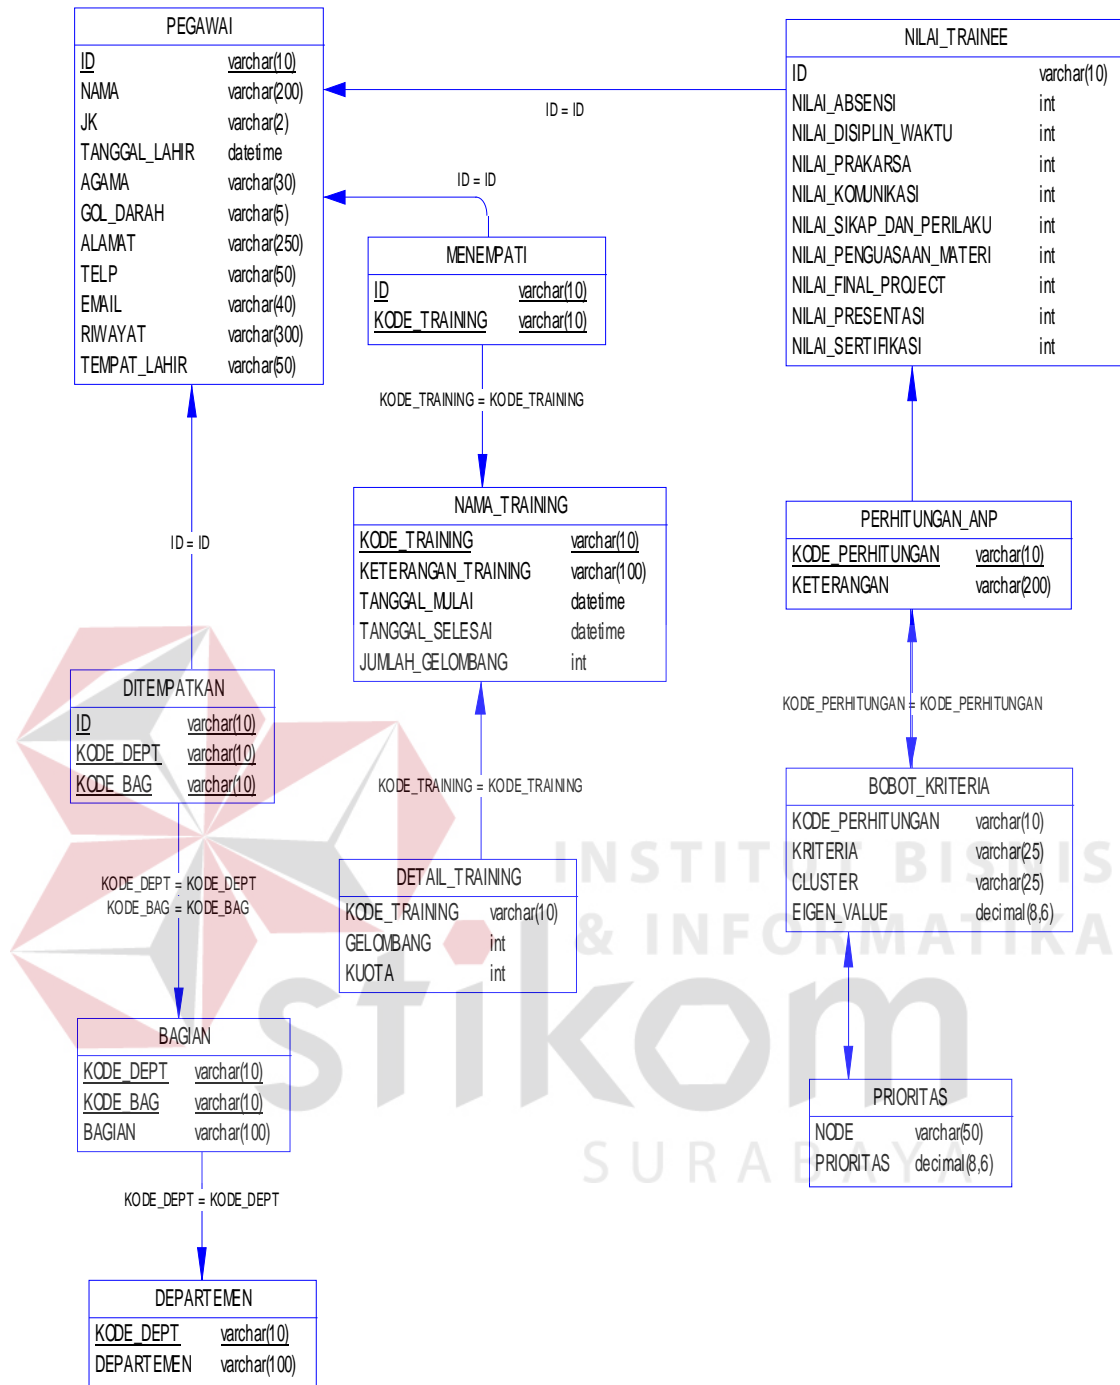 PEGAWAI
ID varchar(10)
NAMA varchar(200)
JK varchar(2)
TANGGAL_LAHIR datetime
AGAMA varchar(30)
GOL_DARAH varchar(5)
ALAMAT varchar(250)
TELP varchar(50)
EMAIL varchar(40)
RIWAYAT varchar(300)
TEMPAT_LAHIR varchar(50)
NILAI_TRAINEE
ID varchar(10)
NILAI_ABSENSI int
NILAI_DISIPLIN_WAKTU int
NILAI_PRAKARSA int
NILAI_KOMUNIKASI int
NILAI_SIKAP_DAN_PERILAKU int
NILAI_PENGUASAAN_MATERI int
NILAI_FINAL_PROJECT int
NILAI_PRESENTASI int
NILAI_SERTIFIKASI int
ID = ID
ID = ID
MENEMPATI
ID varchar(10)
KODE_TRAINING varchar(10)
KODE_TRAINING = KODE_TRAINING
NAMA_TRAINING
KODE_TRAINING varchar(10)
KETERANGAN_TRAINING varchar(100)
TANGGAL_MULAI datetime
TANGGAL_SELESAI datetime
JUMLAH_GELOMBANG int
PERHITUNGAN_ANP
KODE_PERHITUNGAN varchar(10)
KETERANGAN varchar(200)
ID = ID
DITEMPATKAN
ID varchar(10)
KODE_DEPT varchar(10)
KODE_BAG varchar(10)
KODE_PERHITUNGAN = KODE_PERHITUNGAN
KODE_TRAINING = KODE_TRAINING
BOBOT_KRITERIA
KODE_PERHITUNGAN varchar(10)
KRITERIA varchar(25)
CLUSTER varchar(25)
EIGEN_VALUE decimal(8,6)
DETAIL_TRAINING
KODE_TRAINING varchar(10)
GELOMBANG int
KUOTA int
KODE_DEPT = KODE_DEPT
KODE_BAG = KODE_BAG
INSTITUT BISNIS
& INFORMATIKA
stikom
SURABAYA
BAGIAN
KODE_DEPT varchar(10)
KODE_BAG varchar(10)
BAGIAN varchar(100)
PRIORITAS
NODE varchar(50)
PRIORITAS decimal(8,6)
KODE_DEPT = KODE_DEPT
DEPARTEMEN
KODE_DEPT varchar(10)
DEPARTEMEN varchar(100)